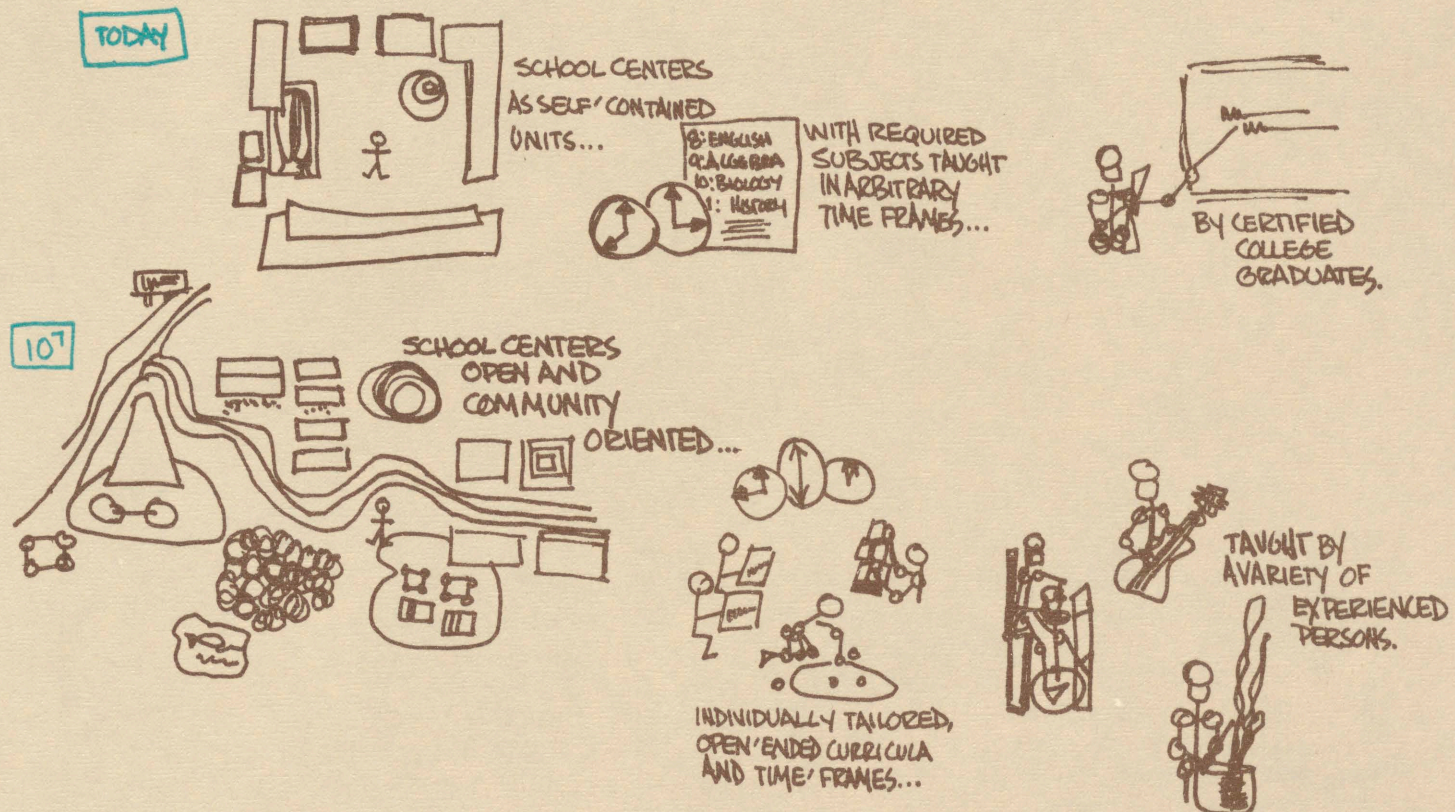 TODAY
SCHOOL CENTERS
AS SELF'CONTAINED
UNITS...
8: ENGLISH
9: ALGEBRA
10: BIOLOGY
1: HISTORY
WITH REQUIRED
SUBJECTS TAUGHT
IN ARBITRARY
TIME FRAMES...
BY CERTIFIED
COLLEGE
GRADUATES.
10⁷
SCHOOL CENTERS
OPEN AND
COMMUNITY
ORIENTED...
INDIVIDUALLY TAILORED,
OPEN'ENDED CURRICULA
AND TIME'FRAMES...
TAUGHT BY
A VARIETY OF
EXPERIENCED
PERSONS.